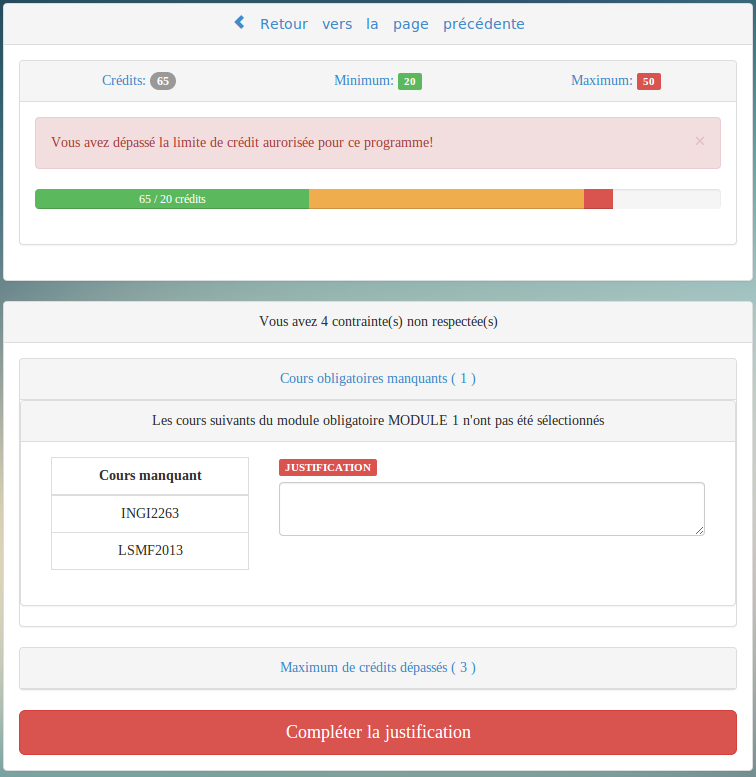 Retour vers la page précédente
Crédits: 65 Minimum: 20 Maximum: 50
Vous avez dépassé la limite de crédit aurorisée pour ce programme! ×
65 / 20 crédits
Vous avez 4 contrainte(s) non respectée(s)
Cours obligatoires manquants ( 1 )
Les cours suivants du module obligatoire MODULE 1 n'ont pas été sélectionnés
Cours manquant
JUSTIFICATION
INGI2263
LSMF2013
Maximum de crédits dépassés ( 3 )
Compléter la justification